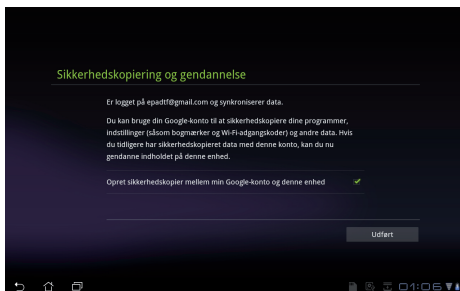 Sikkerhedskopiering og gendannelse
Er logget på epadtf@gmail.com og synkroniserer data.
Du kan bruge din Google-konto til at sikkerhedskopiere dine programmer,
indstillinger (såsom bogmærker og Wi-Fi-adgangskoder) og andre data. Hvis
du tidligere har sikkerhedskopieret data med denne konto, kan du nu
gendanne indholdet på denne enhed.
Opret sikkerhedskopier mellem min Google-konto og denne enhed
Udført
01:06